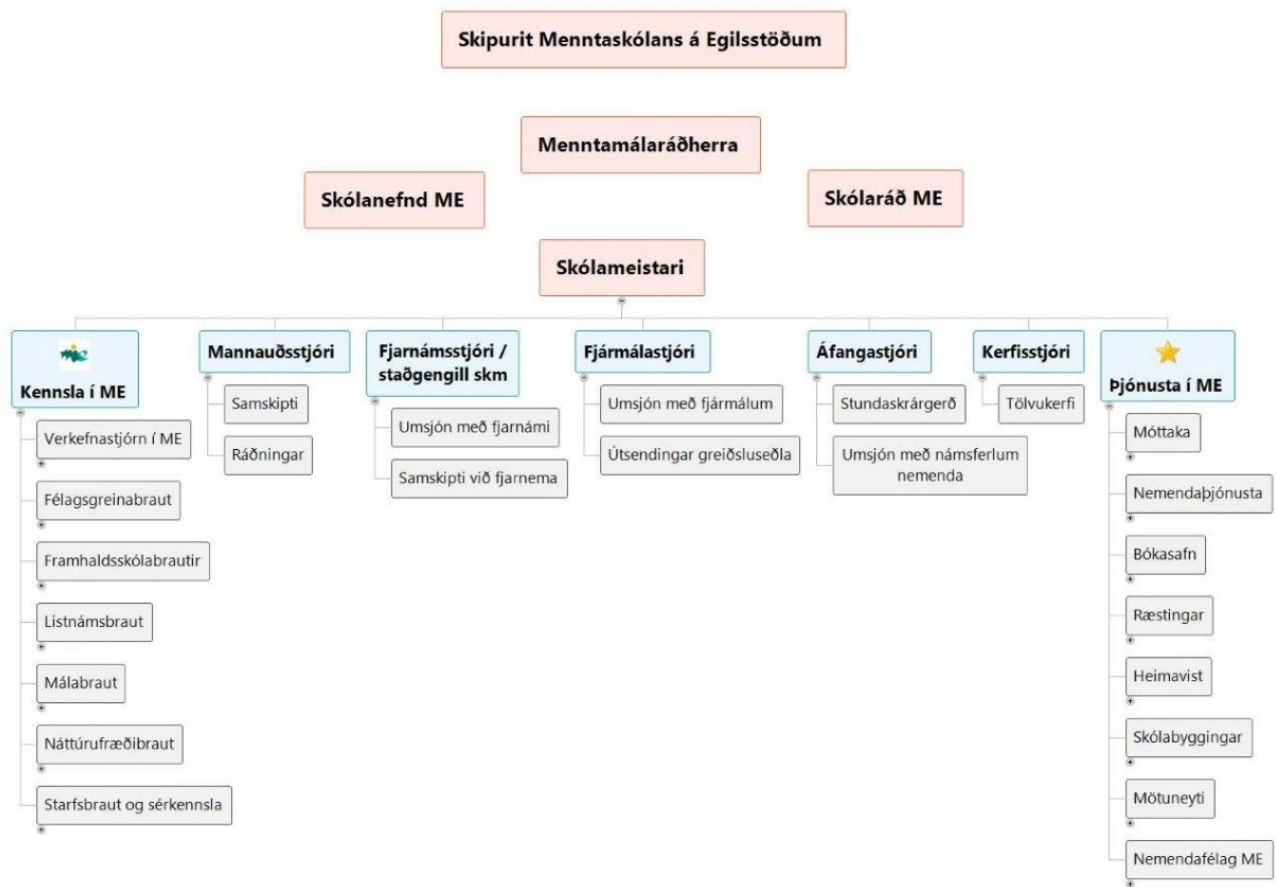 Skipurit Menntaskólans á Egilsstöðum
Menntamálaráðherra
Skólanefnd ME
Skólaráð ME
Skólameistari
me
Kennsla í ME
Verkefnastjórn í ME
Félagsgreinabraut
Framhaldsskólabrautir
Listnámsbraut
Málabraut
Náttúrufræðibraut
Starfsbraut og sérkennsla
Mannauðsstjóri
Samskipti
Ráðningar
Fjarnámsstjóri /
staðgengill skm
Umsjón með fjarnámi
Samskipti við fjarnema
Fjármálastjóri
Umsjón með fjármálum
Útsendingar greiðsluseðla
Áfangastjóri
Stundaskrárgerð
Umsjón með námsferlum
nemenda
Kerfisstjóri
Tölvukerfi
Þjónusta í ME
Móttaka
Nemendaþjónusta
Bókasafn
Ræstingar
Heimavist
Skólabyggingar
Mötuneyti
Nemendafélag ME